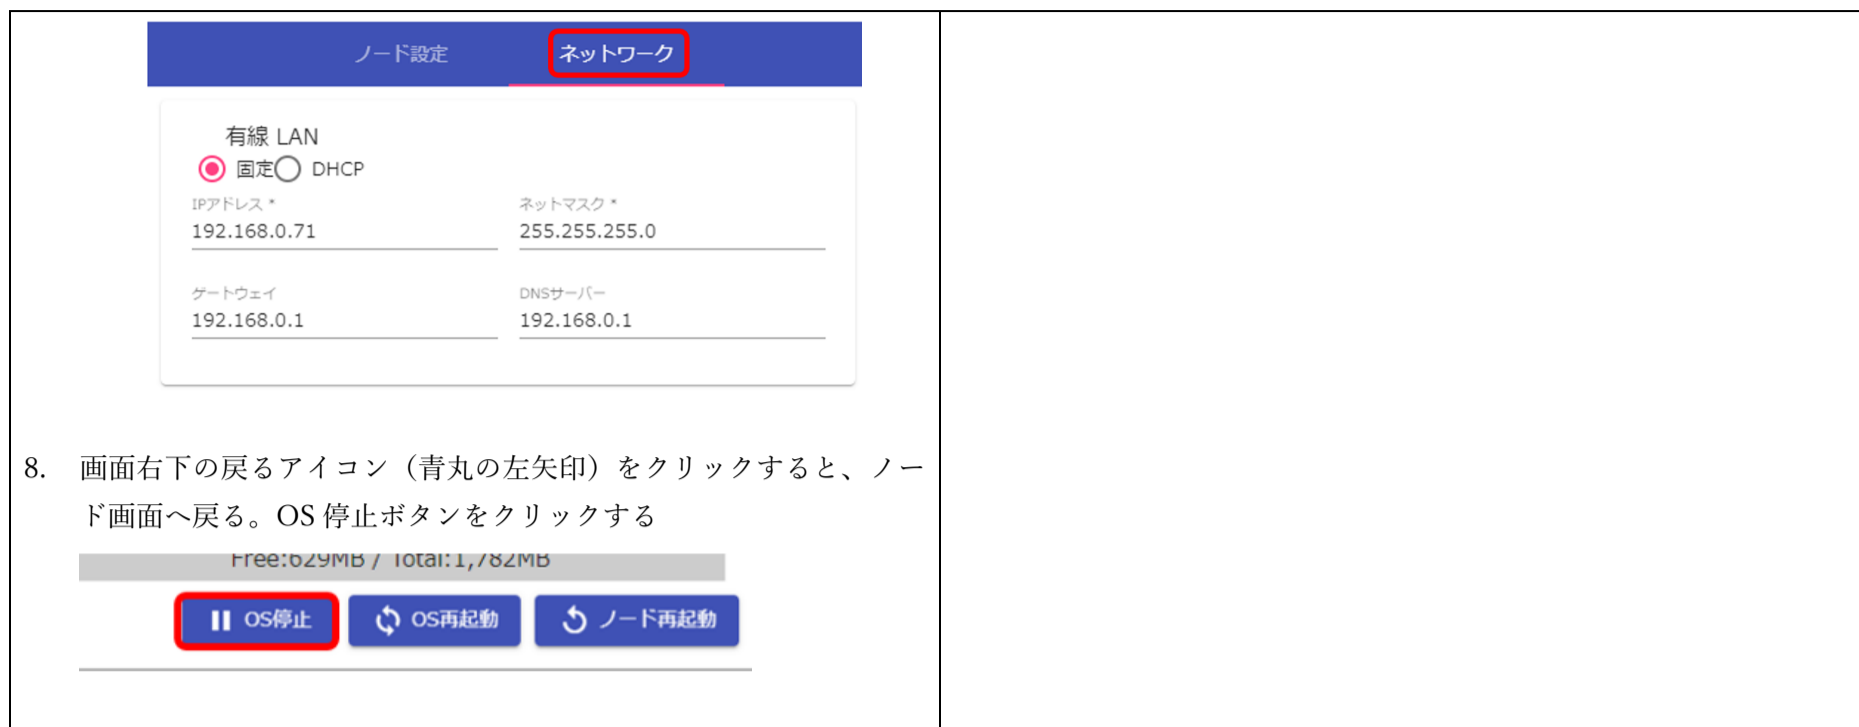 ノード設定 ネットワーク
有線 LAN
固定 DHCP
IPアドレス * ネットマスク *
192.168.0.71 255.255.255.0
ゲートウェイ DNSサーバー
192.168.0.1 192.168.0.1
8. 画面右下の戻るアイコン（青丸の左矢印）をクリックすると、ノー
ド画面へ戻る。OS 停止ボタンをクリックする
Free:629MB / Total:1,782MB
OS停止 OS再起動 ノード再起動